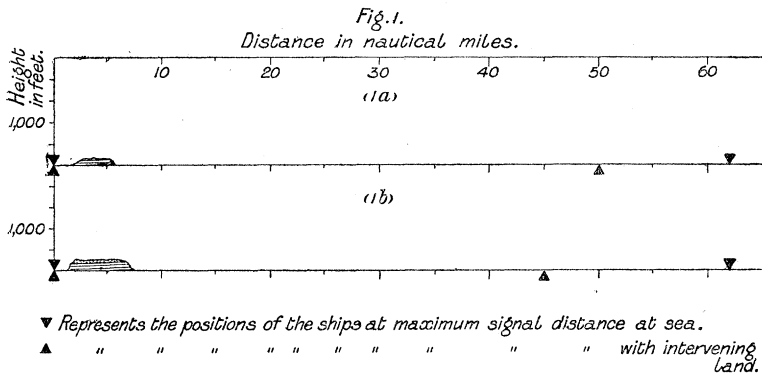 Fig.1.
Distance in nautical miles.
Height in feet.
10 20 30 40 50 60
(1a)
1,000
(1b)
1,000
▼ Represents the positions of the ships at maximum signal distance at sea.
▲ " " " " " " " " " " with intervening
land.